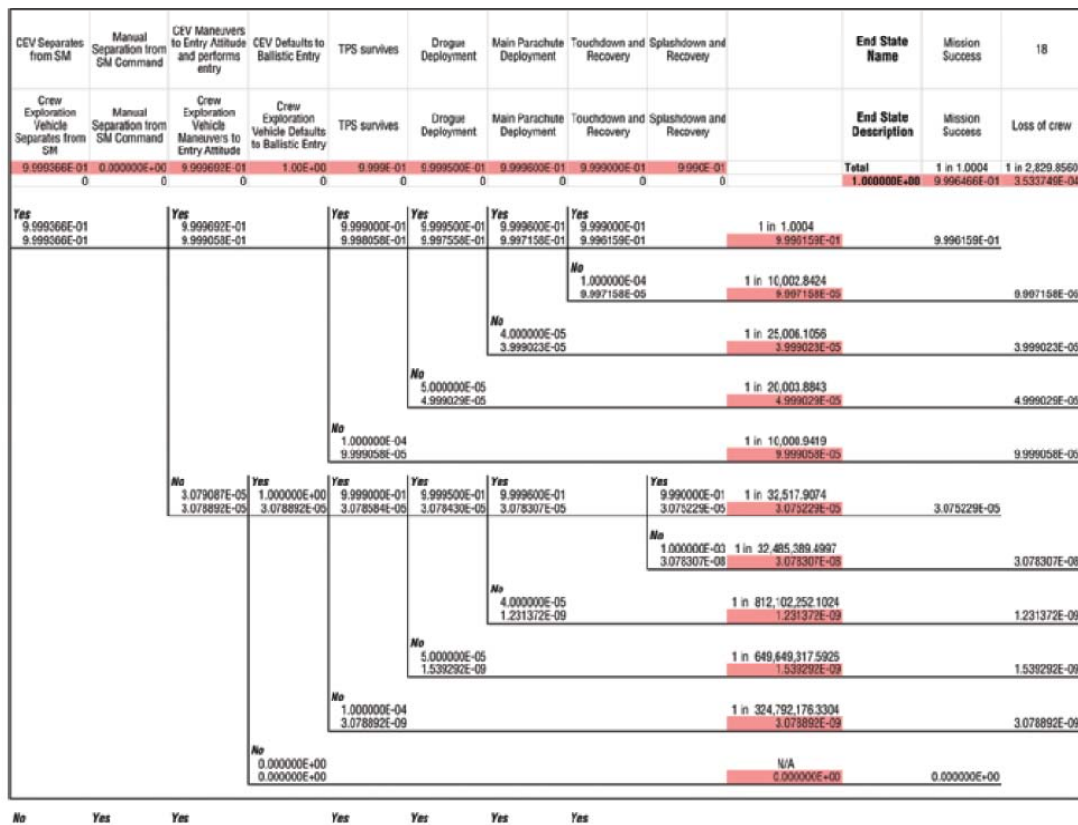 CEV Separates from SM
Manual Separation from SM Command
CEV Maneuvers to Entry Attitude and performs entry
CEV Defaults to Ballistic Entry
TPS survives
Drogue Deployment
Main Parachute Deployment
Touchdown and Recovery
Splashdown and Recovery
End State Name
Mission Success
18
Crew Exploration Vehicle Separates from SM
Manual Separation from SM Command
Crew Exploration Vehicle Maneuvers to Entry Attitude
Crew Exploration Vehicle Defaults to Ballistic Entry
TPS survives
Drogue Deployment
Main Parachute Deployment
Touchdown and Recovery
Splashdown and Recovery
End State Description
Mission Success
Loss of crew
9.999366E-01 0.000000E+00 9.999692E-01 1.00E+00 9.999E-01 9.999500E-01 9.999600E-01 9.999000E-01 9.990E-01 Total 1 in 1.0004 1 in 2,829.8560
0 0 0 0 0 0 0 0 0 1.000000E+00 9.996466E-01 3.533749E-04
Yes Yes Yes Yes Yes Yes
9.999366E-01 9.999692E-01 9.999000E-01 9.999500E-01 9.999600E-01 9.999000E-01 1 in 1.0004
9.999366E-01 9.999058E-01 9.998058E-01 9.997558E-01 9.997158E-01 9.996159E-01 9.996159E-01 9.996159E-01
No
1.000000E-04 1 in 10,002.8424
9.997158E-05 9.997158E-05 9.997158E-05
No
4.000000E-05 1 in 25,006.1056
3.999023E-05 3.999023E-05 3.999023E-05
No
5.000000E-05 1 in 20,003.8843
4.999029E-05 4.999029E-05 4.999029E-05
No
1.000000E-04 1 in 10,000.9419
9.999058E-05 9.999058E-05 9.999058E-05
No Yes Yes Yes Yes Yes
3.079087E-05 1.000000E+00 9.999000E-01 9.999500E-01 9.999600E-01 9.990000E-01 1 in 32,517.9074
3.078892E-05 3.078892E-05 3.078584E-05 3.078430E-05 3.078307E-05 3.075229E-05 3.075229E-05 3.075229E-05
No
1.000000E-03 1 in 32,485,389.4997
3.078307E-08 3.078307E-08 3.078307E-08
No
4.000000E-05 1 in 812,102,252.1024
1.231372E-09 1.231372E-09 1.231372E-09
No
5.000000E-05 1 in 649,649,317.5925
1.539292E-09 1.539292E-09 1.539292E-09
No
1.000000E-04 1 in 324,792,176.3304
3.078892E-09 3.078892E-09 3.078892E-09
No
0.000000E+00 N/A
0.000000E+00 0.000000E+00 0.000000E+00
No Yes Yes Yes Yes Yes Yes